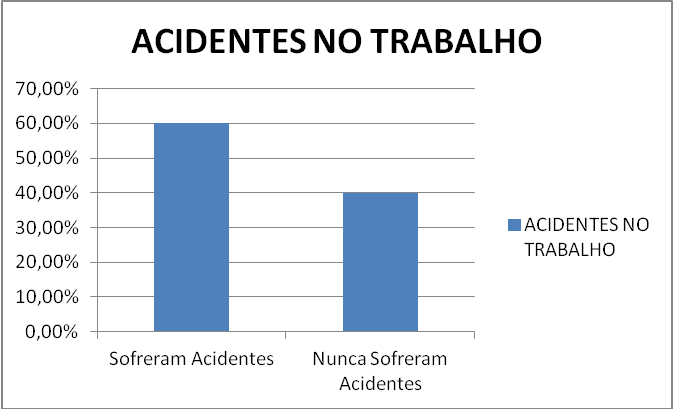 ACIDENTES NO TRABALHO
70,00%
60,00%
50,00%
40,00%
30,00%
20,00%
10,00%
0,00%
Sofreram Acidentes
Nunca Sofreram
Acidentes
ACIDENTES NO
TRABALHO